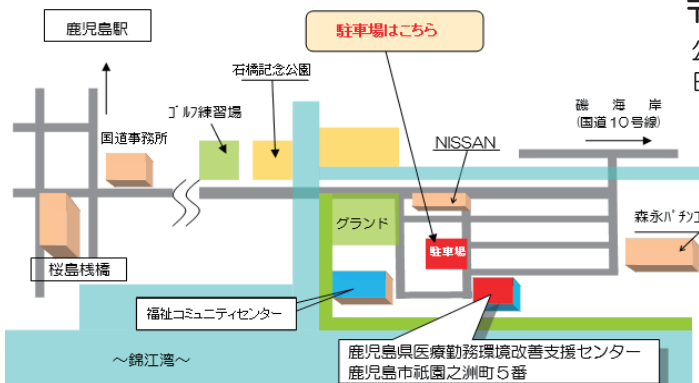 鹿児島駅
駐車場はこちら
石橋記念公園
ゴルフ練習場
国道事務所
磯海岸
(国道10号線)
NISSAN
グランド
森永パチンコ
駐車場
桜島桟橋
福祉コミュニティセンター
～錦江湾～
鹿児島県医療勤務環境改善支援センター
鹿児島市祇園之洲町5番